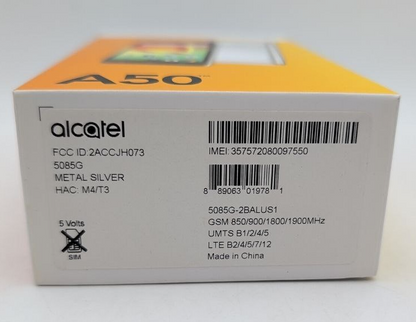 A50
alcatel
FCC ID:2ACCJH073
5085G
METAL SILVER
HAC: M4/T3
5 Volts
SIM
IMEI: 357572080097550
8 89063 01978 1
5085G-2BALUS1
GSM 850/900/1800/1900MHz
UMTS B1/2/4/5
LTE B2/4/5/7/12
Made in China